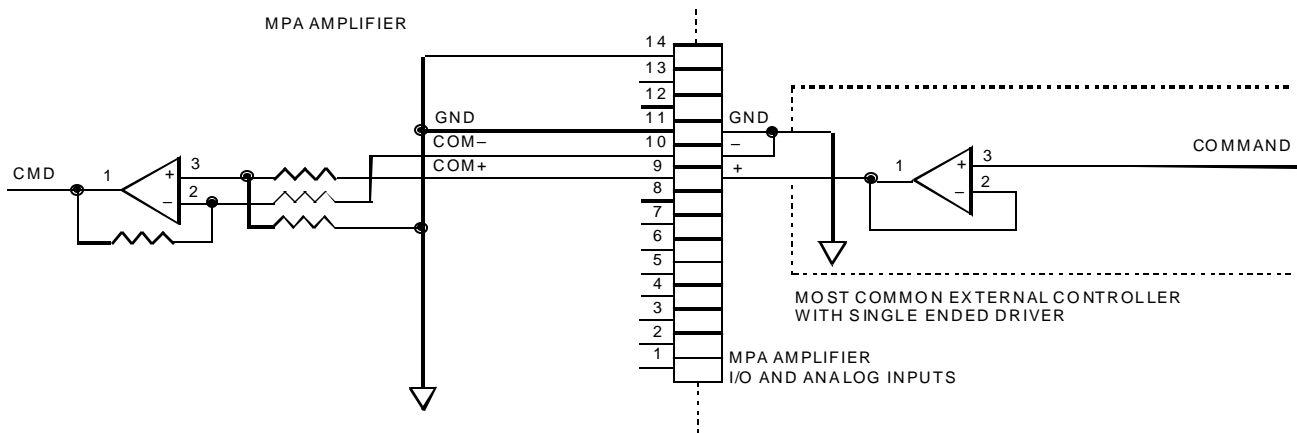 MPA AMPLIFIER
14
13
12
11
10
9
8
7
6
5
4
3
2
1
GND
COM–
COM+
CMD
1
3
2
+
–
GND
–
+
1
3
2
+
–
COMMAND
MOST COMMON EXTERNAL CONTROLLER
WITH SINGLE ENDED DRIVER
MPA AMPLIFIER
I/O AND ANALOG INPUTS